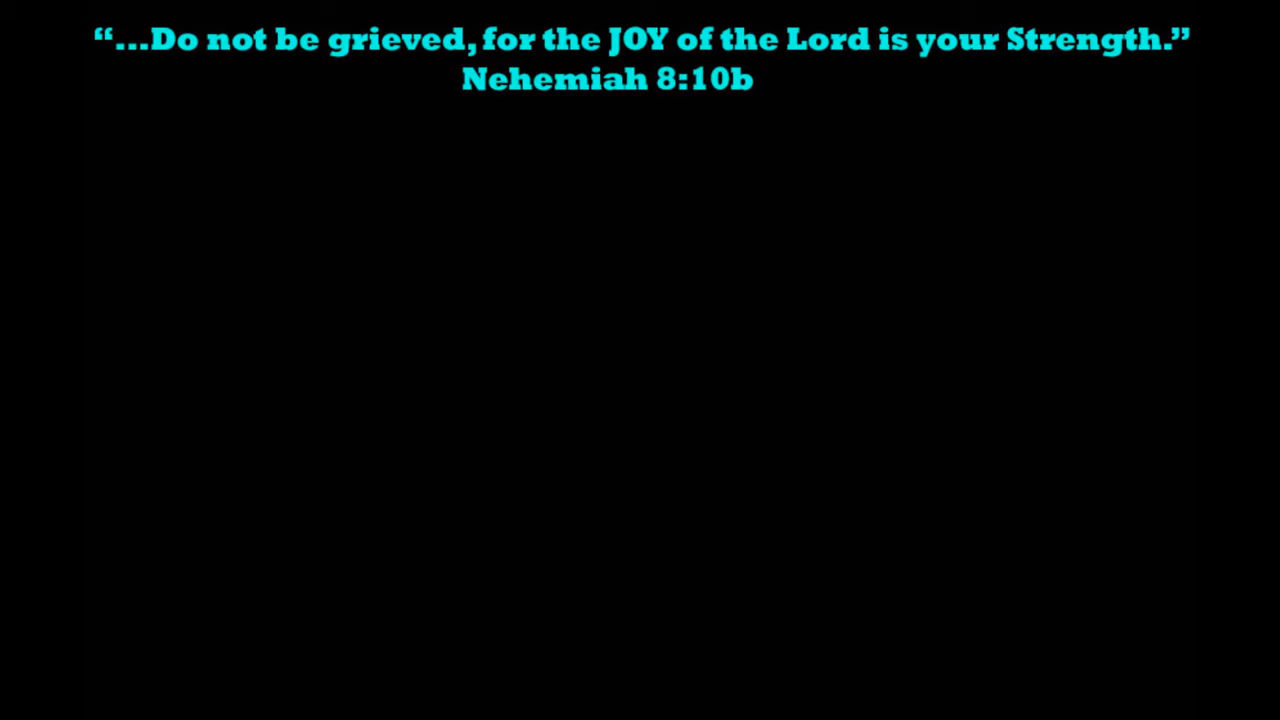 “...Do not be grieved, for the JOY of the Lord is your Strength.”
Nehemiah 8:10b